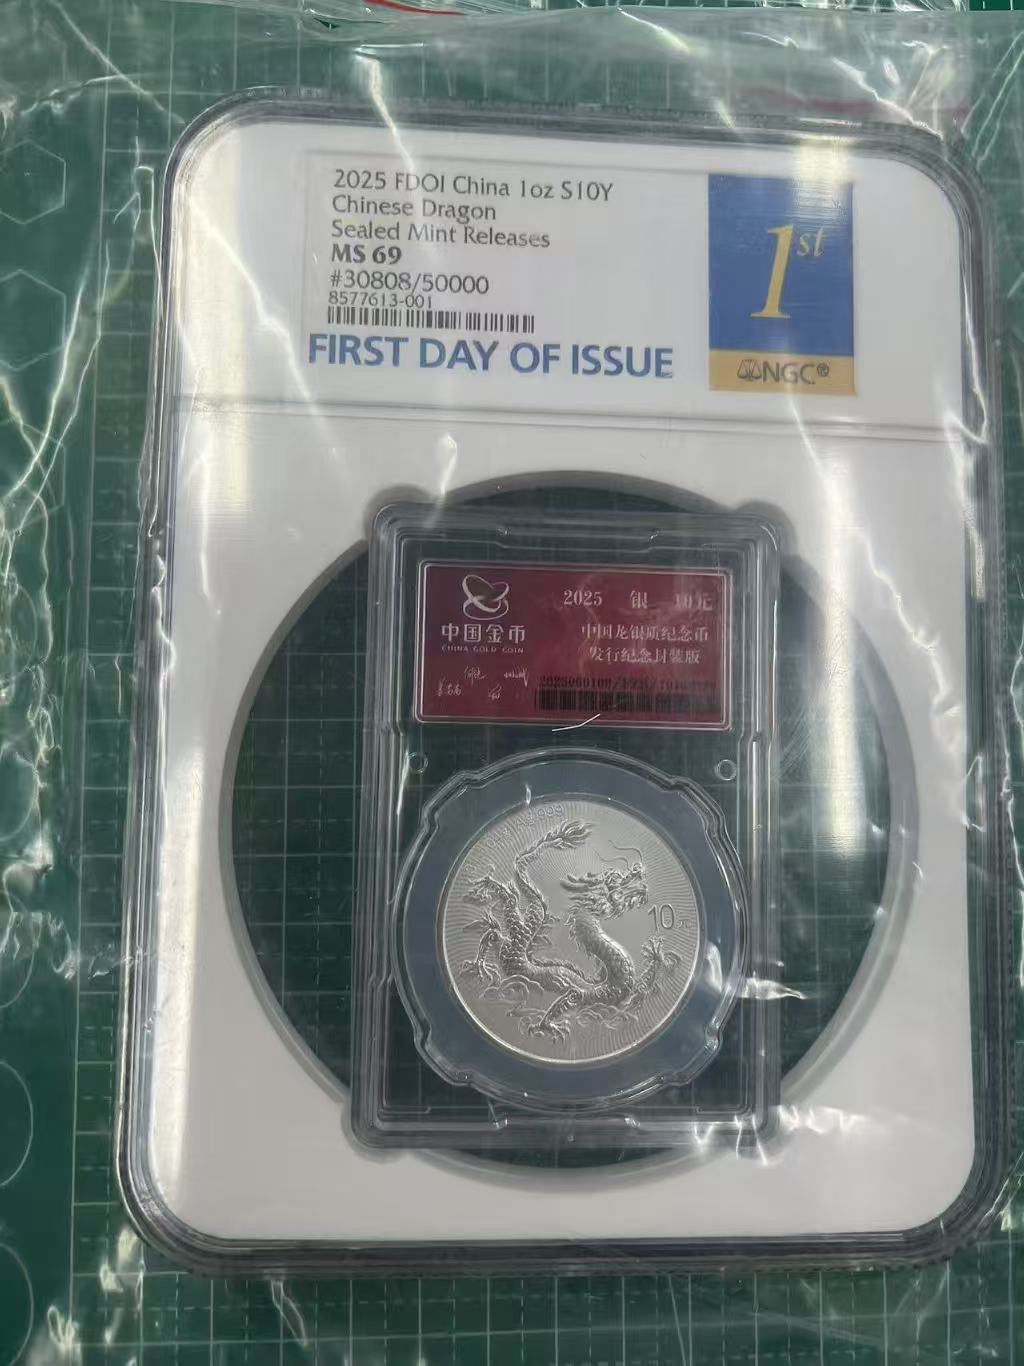 2025 FDOI China 1oz S10Y
Chinese Dragon
Sealed Mint Releases
MS 69
#30808/50000
8577613-001
FIRST DAY OF ISSUE
1st
NGC®
中国金币
CHINA GOLD COIN
2025 银 10元
中国龙银质纪念币
发行纪念封装版
10元